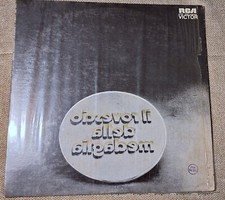 RCA
VICTOR
il rovescio
della
medaglia